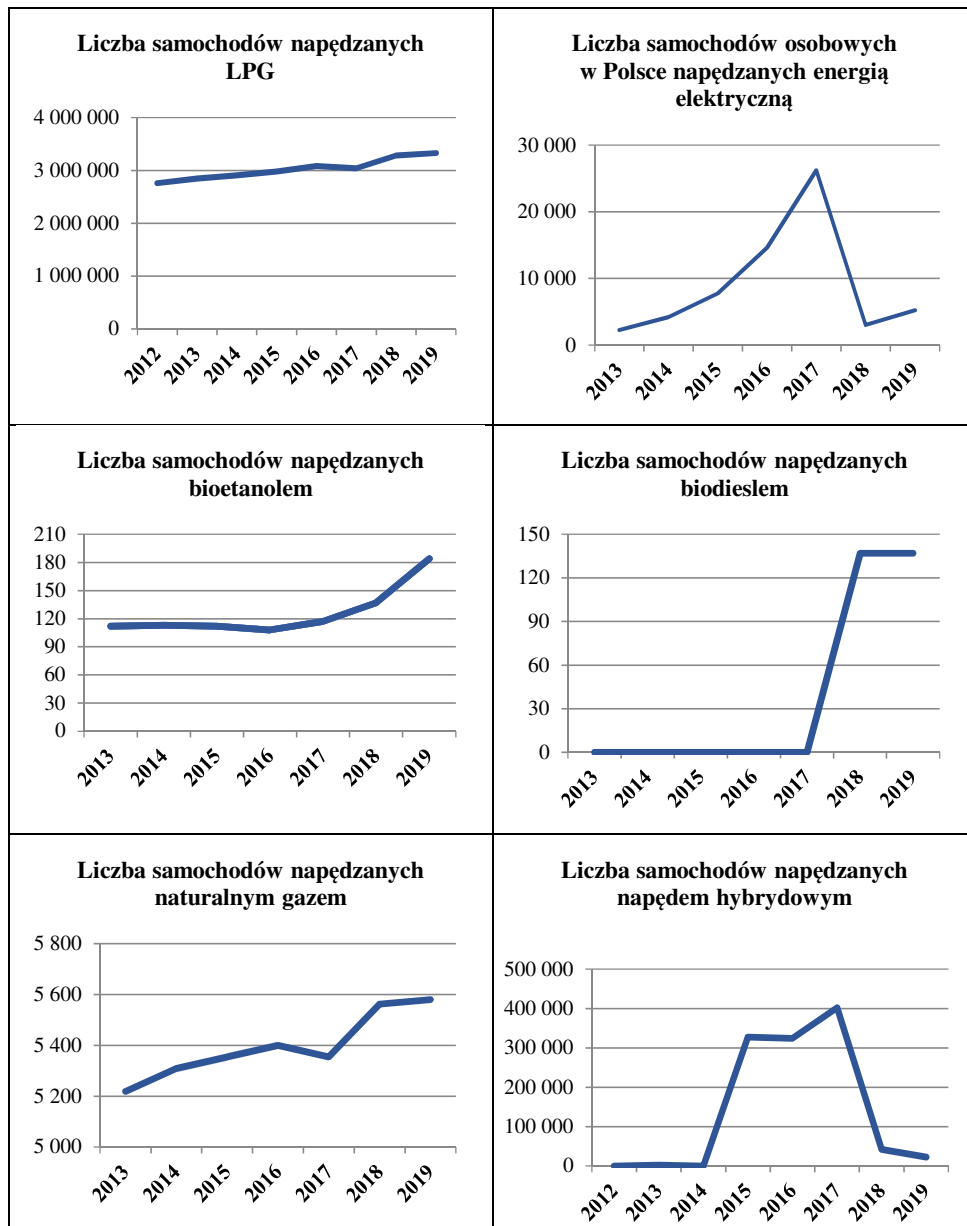 Liczba samochodów napędzanych
LPG
4 000 000
3 000 000
2 000 000
1 000 000
0
2012 2013 2014 2015 2016 2017 2018 2019
Liczba samochodów osobowych
w Polsce napędzanych energią
elektryczną
30 000
20 000
10 000
0
2013 2014 2015 2016 2017 2018 2019
Liczba samochodów napędzanych
bioetanolem
210
180
150
120
90
60
30
0
2013 2014 2015 2016 2017 2018 2019
Liczba samochodów napędzanych
biodieslem
150
120
90
60
30
0
2013 2014 2015 2016 2017 2018 2019
Liczba samochodów napędzanych
naturalnym gazem
5 800
5 600
5 400
5 200
5 000
2013 2014 2015 2016 2017 2018 2019
Liczba samochodów napędzanych
napędem hybrydowym
500 000
400 000
300 000
200 000
100 000
0
2012 2013 2014 2015 2016 2017 2018 2019